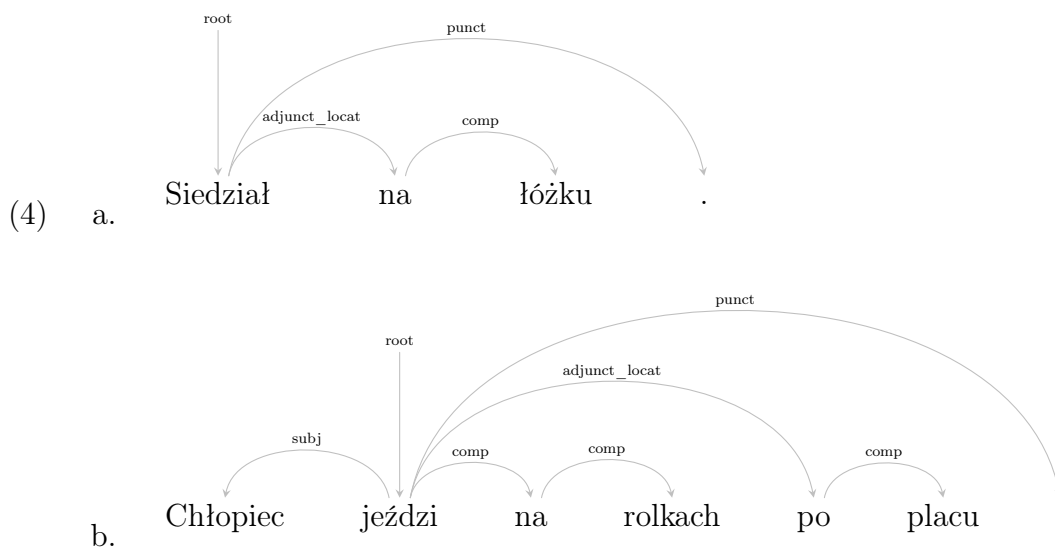 root
punct
adjunct_locat
comp
Siedział na łóżku .
(4) a.
punct
root
adjunct_locat
subj
comp
comp
comp
Chłopiec jeździ na rolkach po placu
b.